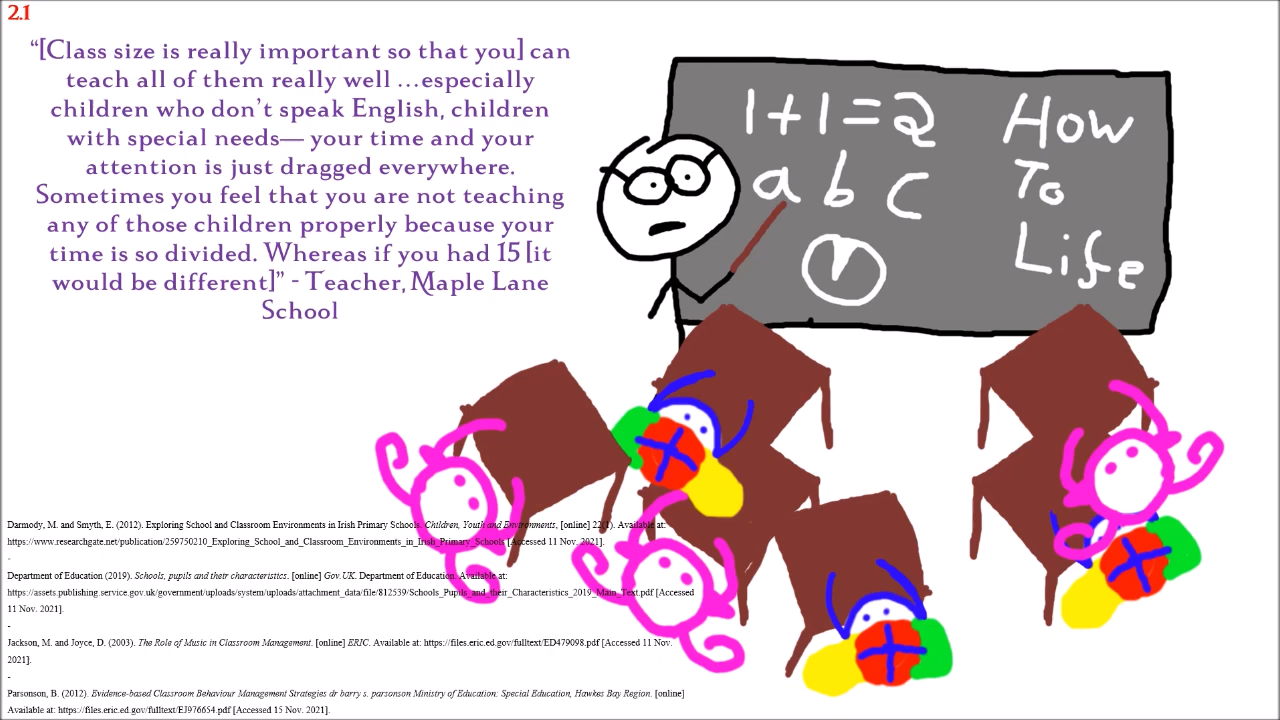 2.1
“[Class size is really important so that you] can
teach all of them really well ...especially
children who don’t speak English, children
with special needs— your time and your
attention is just dragged everywhere.
Sometimes you feel that you are not teaching
any of those children properly because your
time is so divided. Whereas if you had 15 [it
would be different]” - Teacher, Maple Lane
School
1+1=2
a b c
How
To
Life
Darmody, M. and Smyth, E. (2012). Exploring School and Classroom Environments in Irish Primary Schools. Children, Youth and Environments, [online] 22(1). Available at:
https://www.researchgate.net/publication/259750210_Exploring_School_and_Classroom_Environments_in_Irish_Primary_Schools [Accessed 11 Nov. 2021].
-
Department of Education (2019). Schools, pupils and their characteristics. [online] Gov.UK. Department of Education. Available at:
https://assets.publishing.service.gov.uk/government/uploads/system/uploads/attachment_data/file/812539/Schools_Pupils_and_their_Characteristics_2019_Main_Text.pdf [Accessed
11 Nov. 2021].
-
Jackson, M. and Joyce, D. (2003). The Role of Music in Classroom Management. [online] ERIC. Available at: https://files.eric.ed.gov/fulltext/ED479098.pdf [Accessed 11 Nov.
2021].
-
Parsonson, B. (2012). Evidence-based Classroom Behaviour Management Strategies dr barry s. parsonson Ministry of Education: Special Education, Hawkes Bay Region. [online]
Available at: https://files.eric.ed.gov/fulltext/EJ976654.pdf [Accessed 15 Nov. 2021].